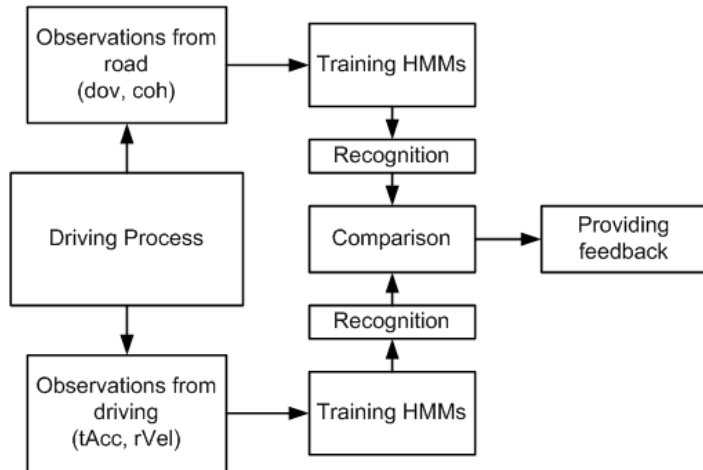 Observations from
road
(dov, coh)
Training HMMs
Recognition
Driving Process
Comparison
Providing
feedback
Recognition
Observations from
driving
(tAcc, rVel)
Training HMMs